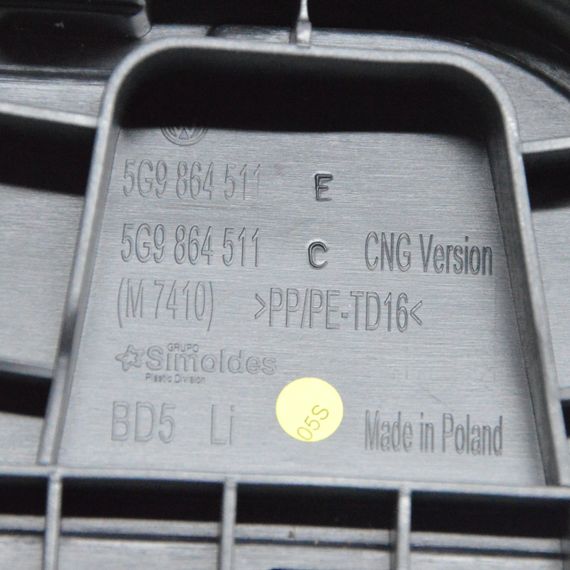 5G9 864 511 E
5G9 864 511 C CNG Version
(M 7410) >PP/PE-TD16<
GRUPO
Simoldes
Plastic Division
BD5 Li 05S Made in Poland